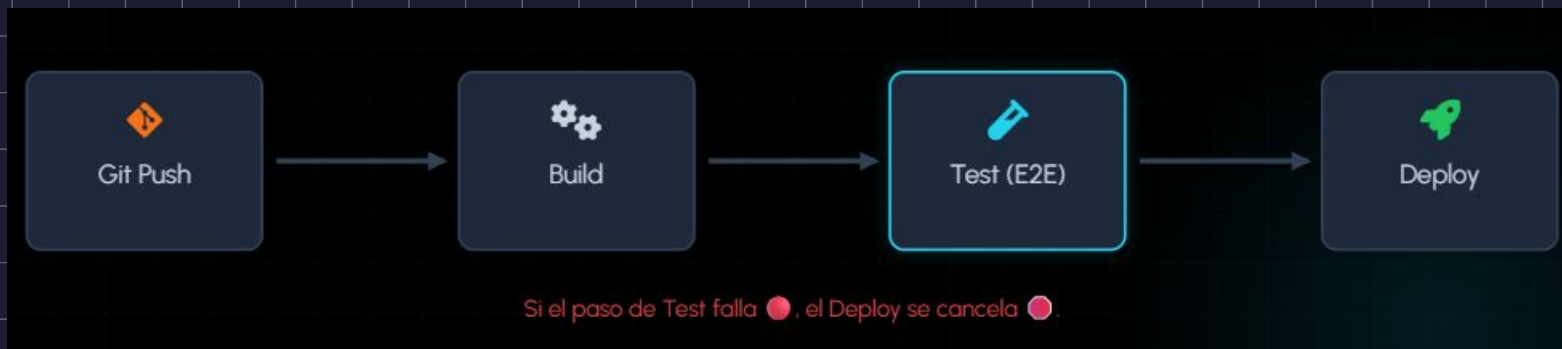 Git Push
Build
Test (E2E)
Deploy
Si el paso de Test falla 🔴, el Deploy se cancela 🛑.